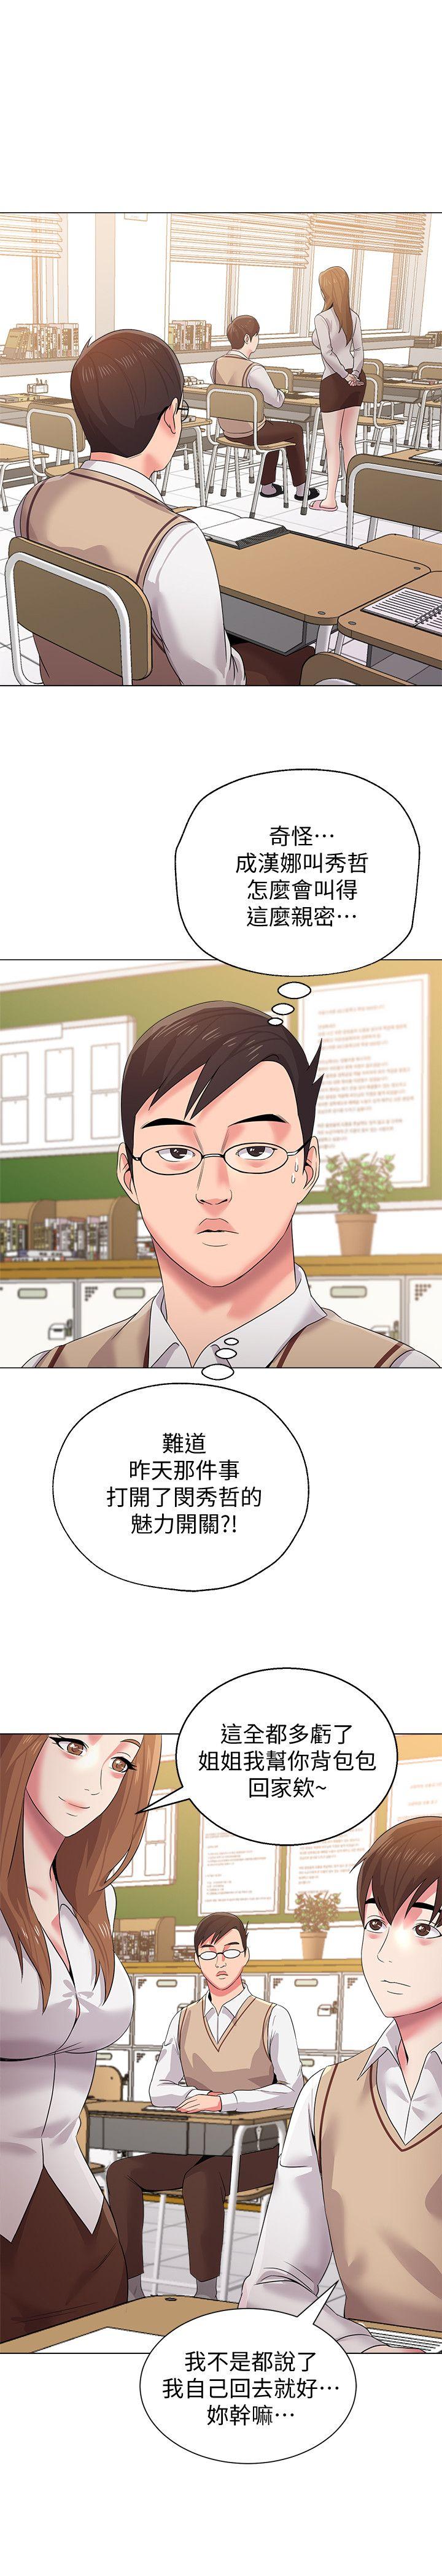 奇怪⋯
成漢娜叫秀哲
怎麼會叫得
這麼親密⋯
難道
昨天那件事
打開了閔秀哲的
魅力開關?!
這全都多虧了
姐姐我幫你背包包
回家欸~
我不是都說了
我自己回去就好⋯
妳幹嘛⋯